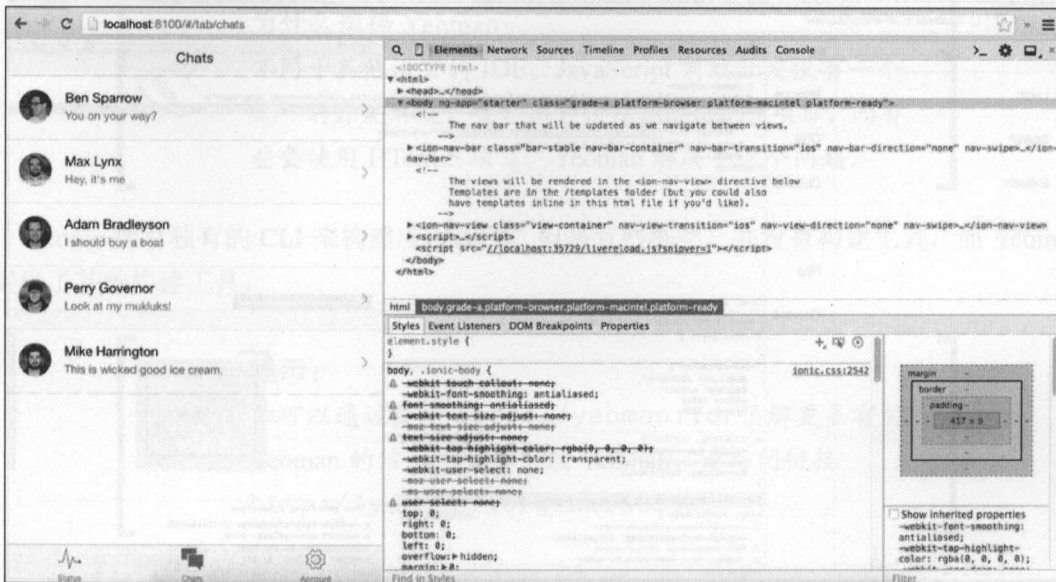 localhost:8100/#/tab/chats
Chats
Ben Sparrow
You on your way?
Max Lynx
Hey, it's me
Adam Bradleyson
I should buy a boat
Perry Governor
Look at my mukluks!
Mike Harrington
This is wicked good ice cream.
Status
Chats
Account
Elements Network Sources Timeline Profiles Resources Audits Console
<!DOCTYPE html>
▼<html>
▶<head>…</head>
▼<body ng-app="starter" class="grade-a platform-browser platform-macintel platform-ready">
<!--
The nav bar that will be updated as we navigate between views.
-->
▶<ion-nav-bar class="bar-stable nav-bar-container" nav-bar-transition="ios" nav-bar-direction="none" nav-swipe>…</ion-
nav-bar>
<!--
The views will be rendered in the <ion-nav-view> directive below
Templates are in the /templates folder (but you could also
have templates inline in this html file if you'd like).
-->
▶<ion-nav-view class="view-container" nav-view-transition="ios" nav-view-direction="none" nav-swipe>…</ion-nav-view>
▶<script>…</script>
<script src="//localhost:35729/livereload.js?snipver=1"></script>
</body>
</html>
html body.grade-a.platform-browser.platform-macintel.platform-ready
Styles Event Listeners DOM Breakpoints Properties
element.style {
}
body, .ionic-body {
ionic.css:2542
-webkit-touch-callout: none;
-webkit-font-smoothing: antialiased;
font-smoothing: antialiased;
-webkit-text-size-adjust: none;
-moz-text-size-adjust: none;
text-size-adjust: none;
-webkit-tap-highlight-color: rgba(0, 0, 0, 0);
-webkit-tap-highlight-color: transparent;
-webkit-user-select: none;
-moz-user-select: none;
-ms-user-select: none;
user-select: none;
top: 0;
right: 0;
bottom: 0;
left: 0;
overflow:▶hidden;
margin:▶0;
Find in Styles
margin
border
padding
457 × 0
Show inherited properties
-webkit-font-smoothing:
antialiased;
-webkit-tap-highlight-
color: rgba(0, 0, 0, 0);
-webkit-user-drag: none;
Filter